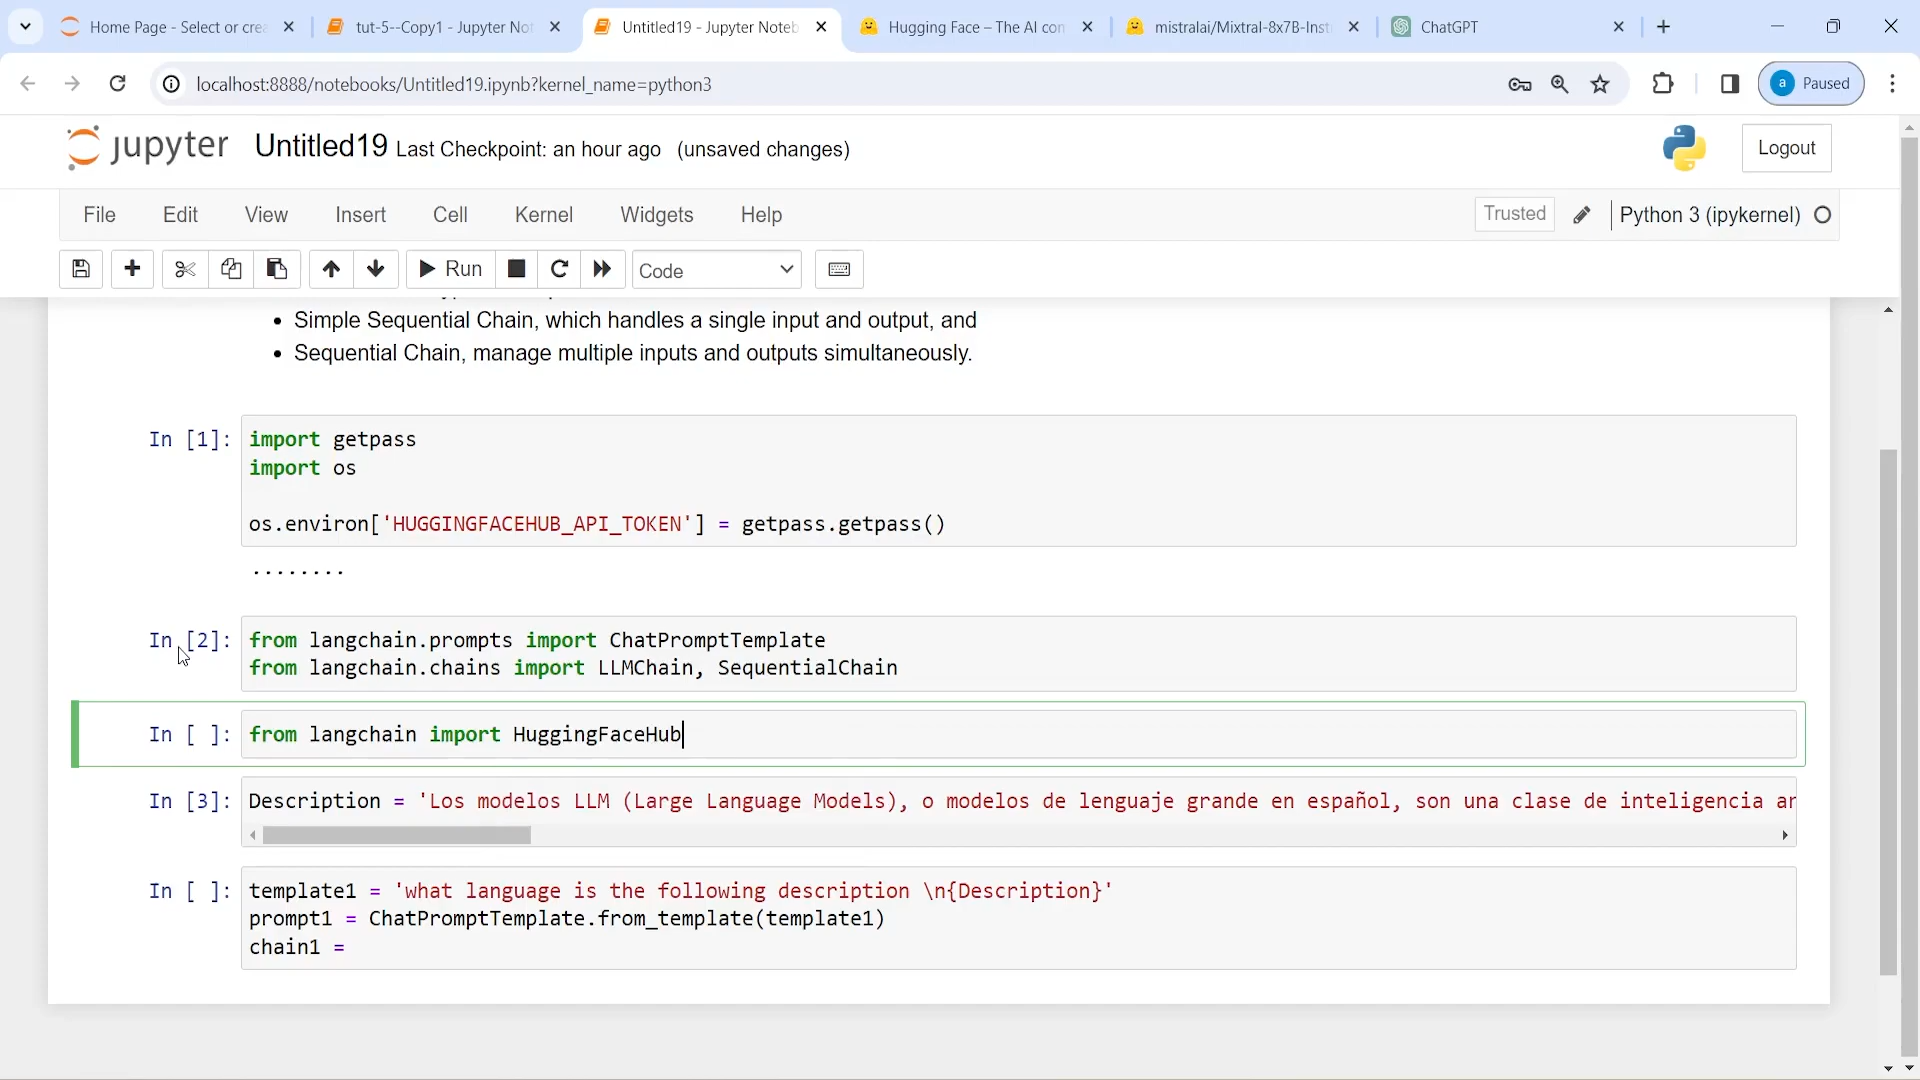 Home Page - Select or crea
tut-5--Copy1 - Jupyter Not
Untitled19 - Jupyter Noteb
Hugging Face – The AI con
mistralai/Mixtral-8x7B-Inst
ChatGPT
localhost:8888/notebooks/Untitled19.ipynb?kernel_name=python3
a Paused
jupyter Untitled19 Last Checkpoint: an hour ago (unsaved changes)
Logout
File Edit View Insert Cell Kernel Widgets Help
Trusted
Python 3 (ipykernel)
Run
Code
• Simple Sequential Chain, which handles a single input and output, and
• Sequential Chain, manage multiple inputs and outputs simultaneously.
In [1]: import getpass
import os
os.environ['HUGGINGFACEHUB_API_TOKEN'] = getpass.getpass()
········
In [2]: from langchain.prompts import ChatPromptTemplate
from langchain.chains import LLMChain, SequentialChain
In [ ]: from langchain import HuggingFaceHub
In [3]: Description = 'Los modelos LLM (Large Language Models), o modelos de lenguaje grande en español, son una clase de inteligencia ar
In [ ]: template1 = 'what language is the following description \n{Description}'
prompt1 = ChatPromptTemplate.from_template(template1)
chain1 =